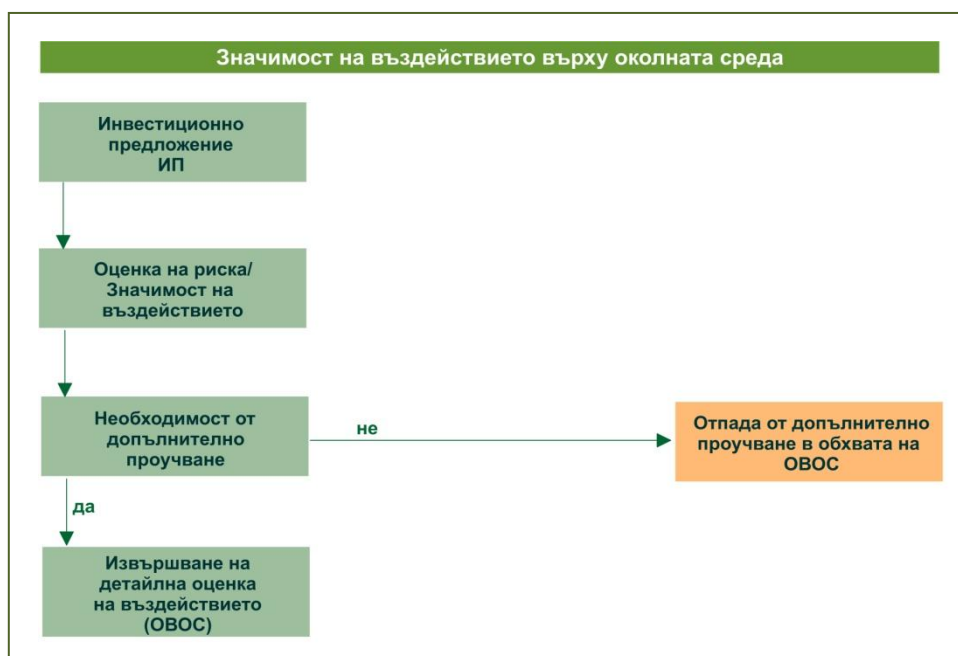 Значимост на въздействието върху околната среда
Инвестиционно
предложение
ИП
Оценка на риска/
Значимост на
въздействието
Необходимост от
допълнително
проучване
не
Отпада от допълнително
проучване в обхвата на
ОВОС
да
Извършване на
детайлна оценка
на въздействието
(ОВОС)